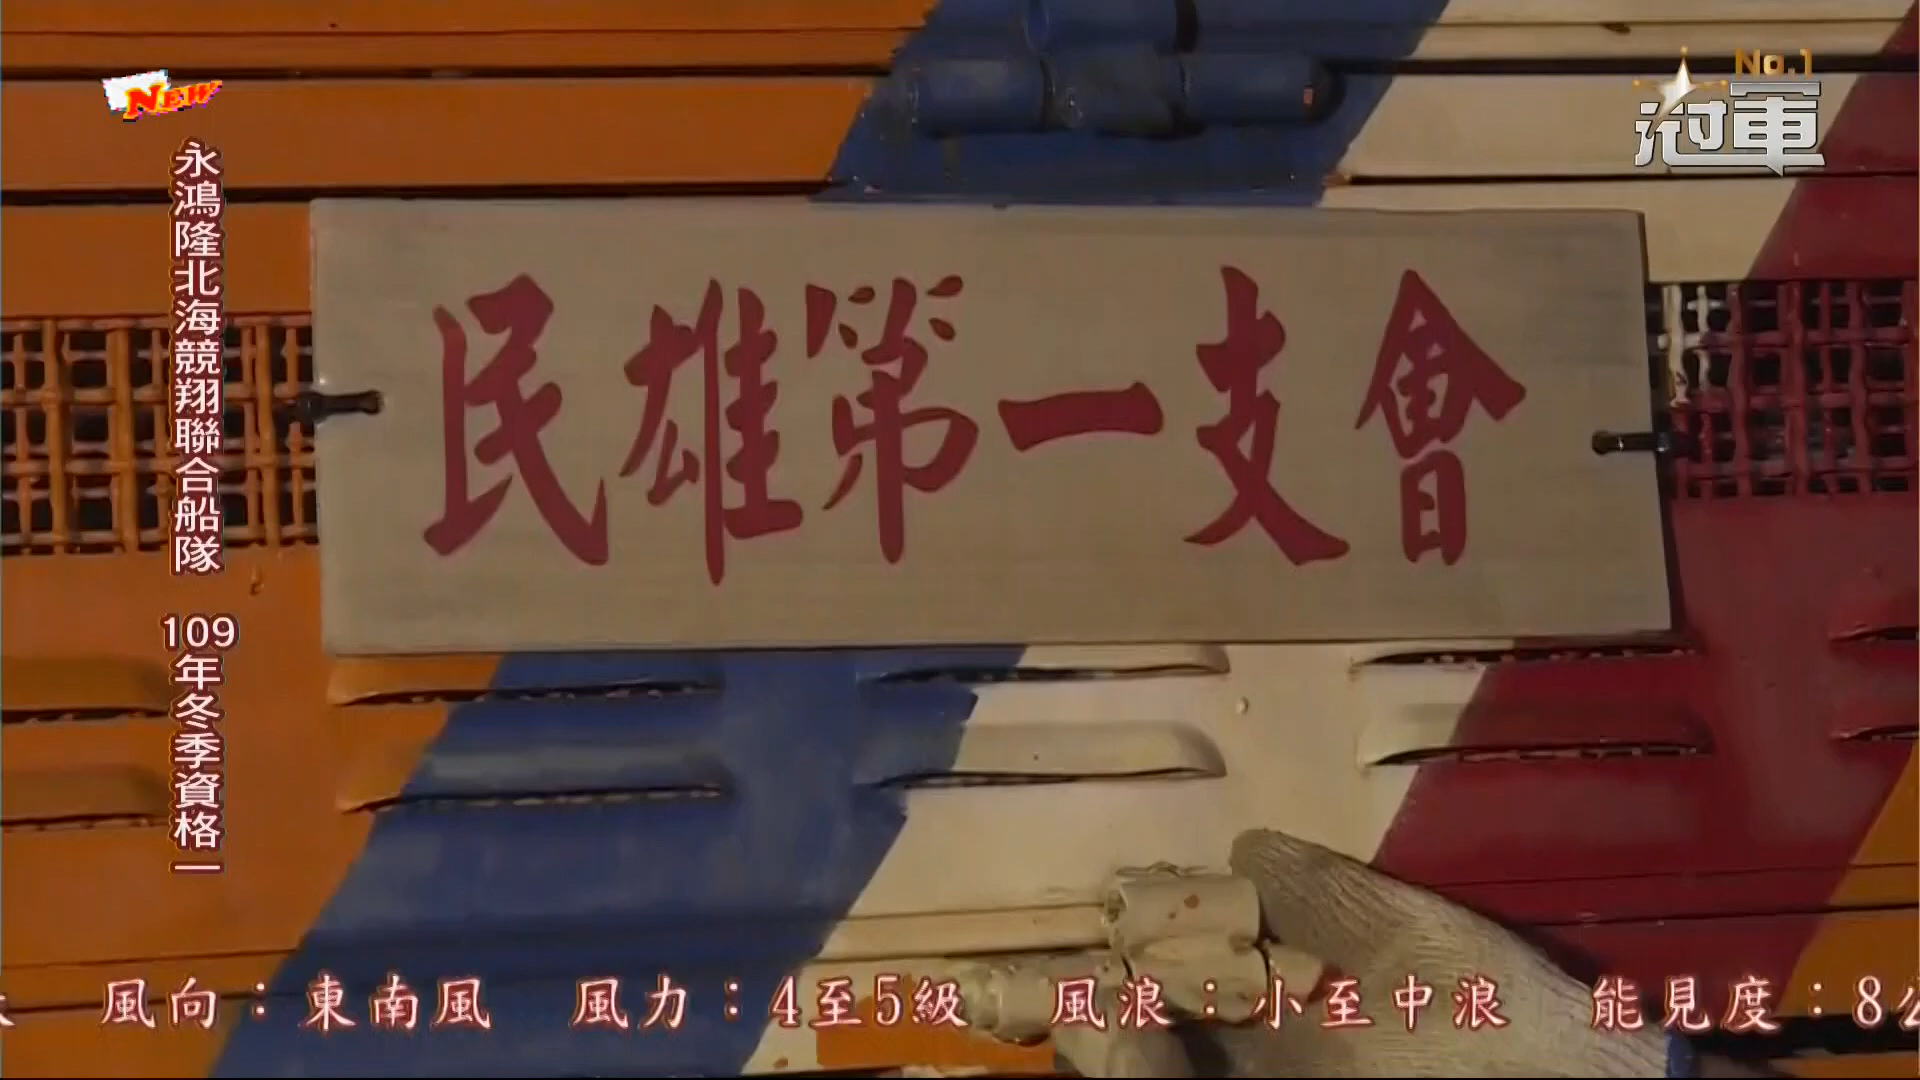 NEW
No.1
冠軍
永鴻隆北海競翔聯合船隊 109年冬季資格一
民雄第一支會
風向：東南風 風力：4至5級 風浪：小至中浪 能見度：8公